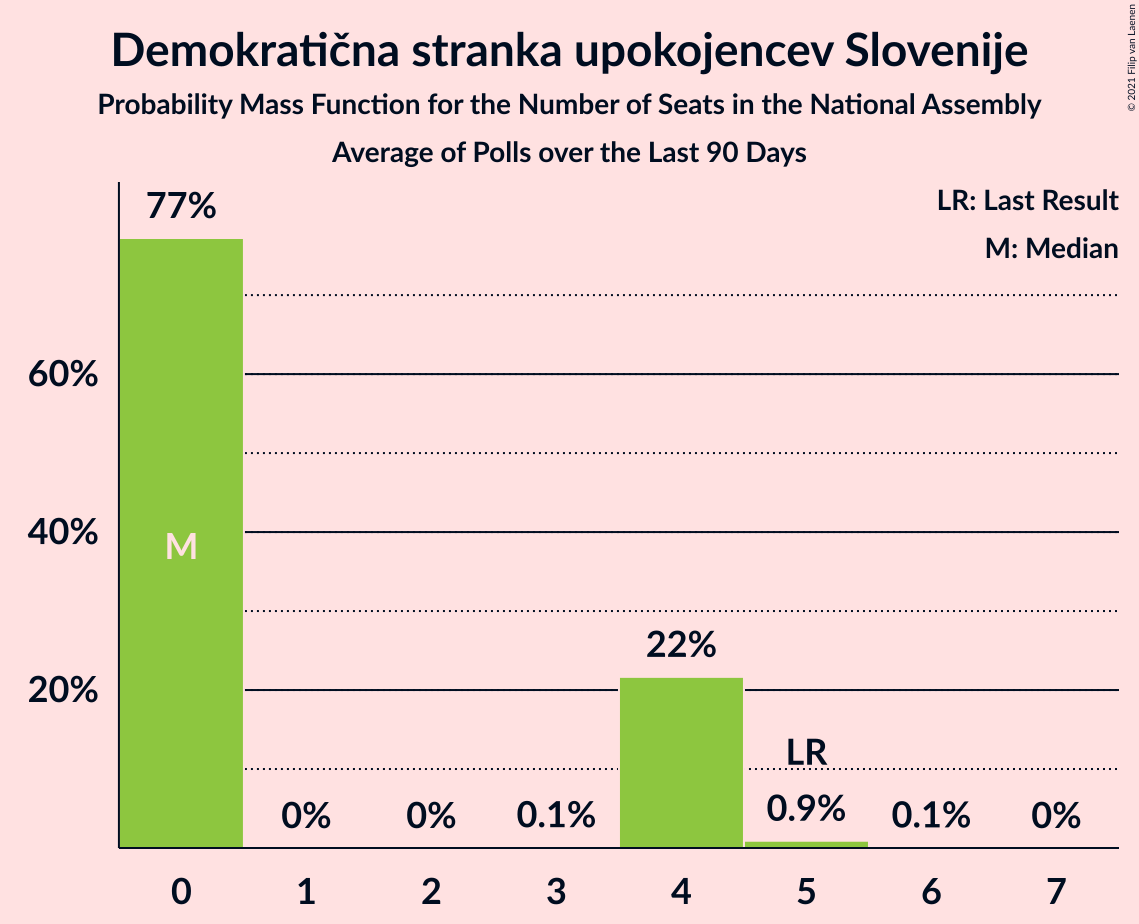 Demokratična stranka upokojencev Slovenije
Probability Mass Function for the Number of Seats in the National Assembly
Average of Polls over the Last 90 Days
© 2021 Filip van Laenen
LR: Last Result
M: Median
77%
60%
40%
20%
M
0%
0%
0.1%
22%
LR
0.9%
0.1%
0%
0 1 2 3 4 5 6 7